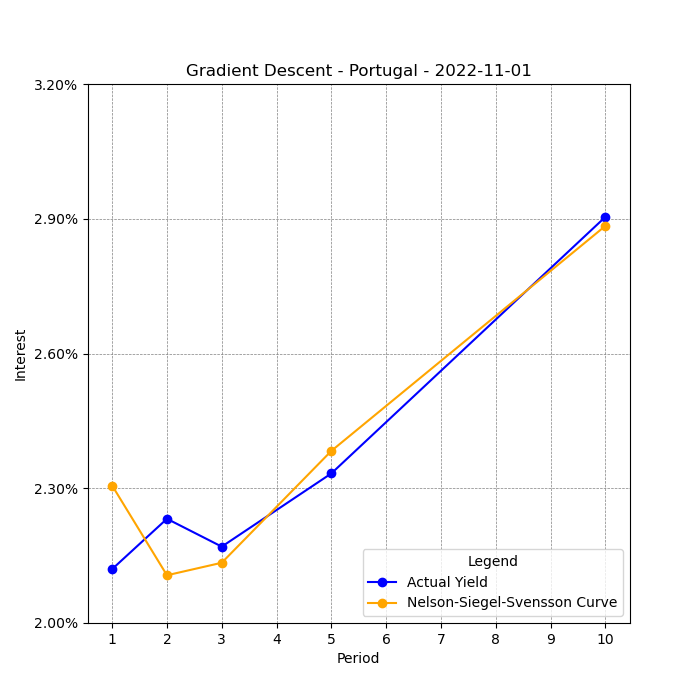 Gradient Descent - Portugal - 2022-11-01
3.20%
2.90%
2.60%
2.30%
2.00%
Interest
1 2 3 4 5 6 7 8 9 10
Period
Legend
Actual Yield
Nelson-Siegel-Svensson Curve